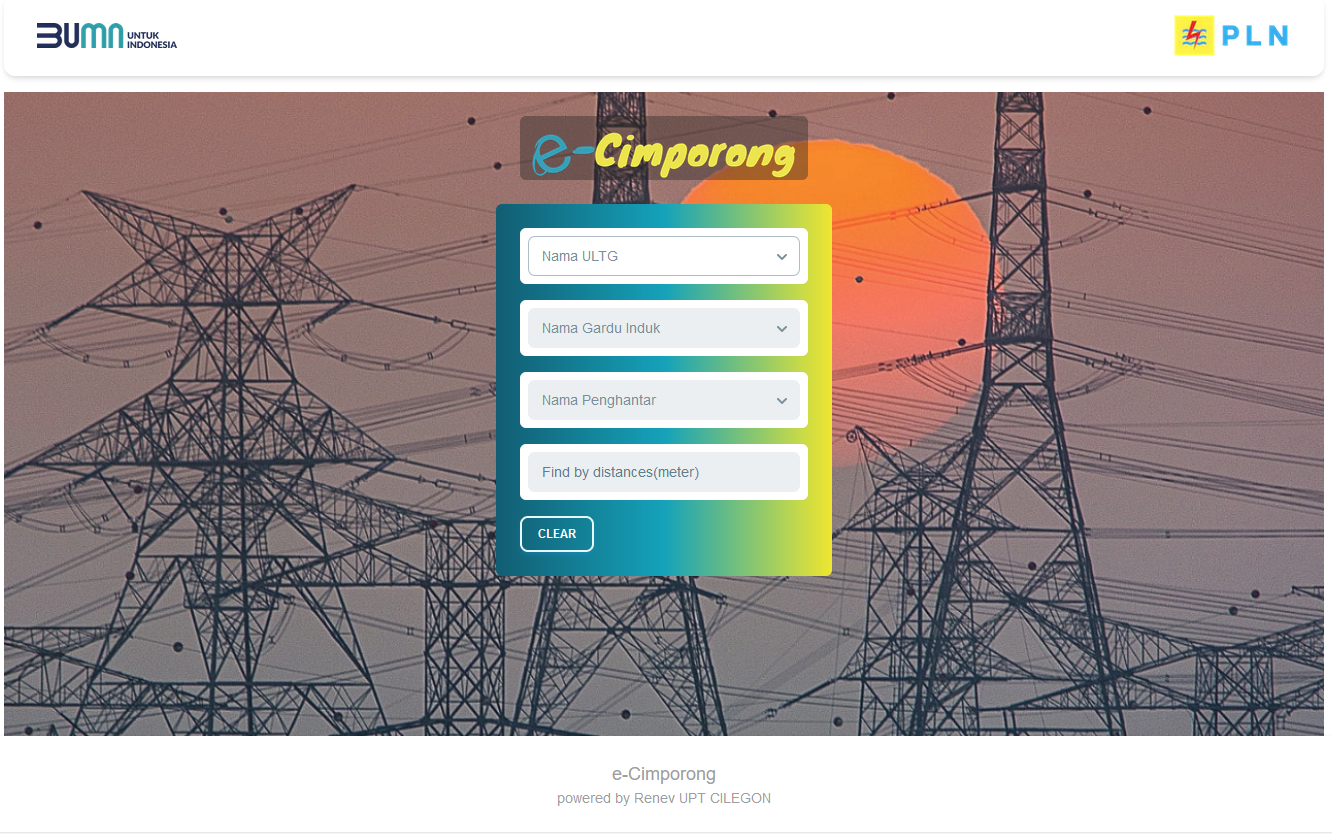 BUMN UNTUK
INDONESIA
PLN
e-Cimporong
Nama ULTG
Nama Gardu Induk
Nama Penghantar
Find by distances(meter)
CLEAR
e-Cimporong
powered by Renev UPT CILEGON